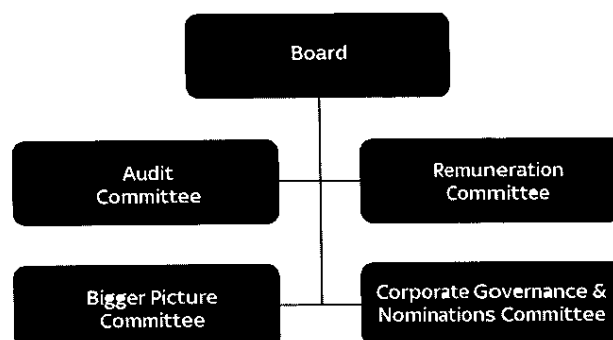 Board
Audit
Committee
Remuneration
Committee
Bigger Picture
Committee
Corporate Governance &
Nominations Committee